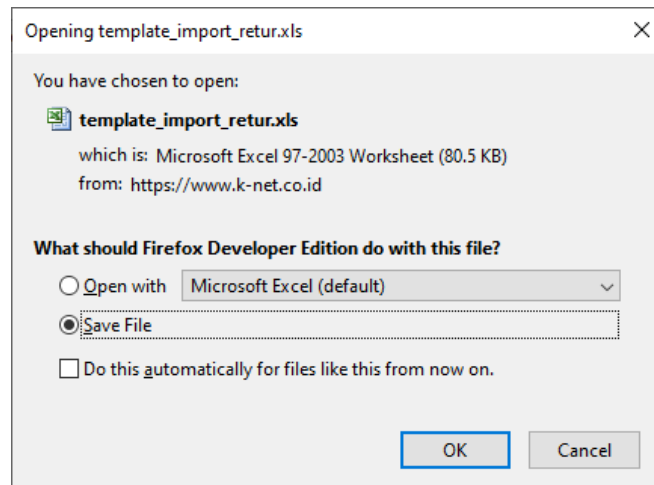 Opening template_import_retur.xls
You have chosen to open:
template_import_retur.xls
which is: Microsoft Excel 97-2003 Worksheet (80.5 KB)
from: https://www.k-net.co.id
What should Firefox Developer Edition do with this file?
Open with Microsoft Excel (default)
Save File
Do this automatically for files like this from now on.
OK Cancel